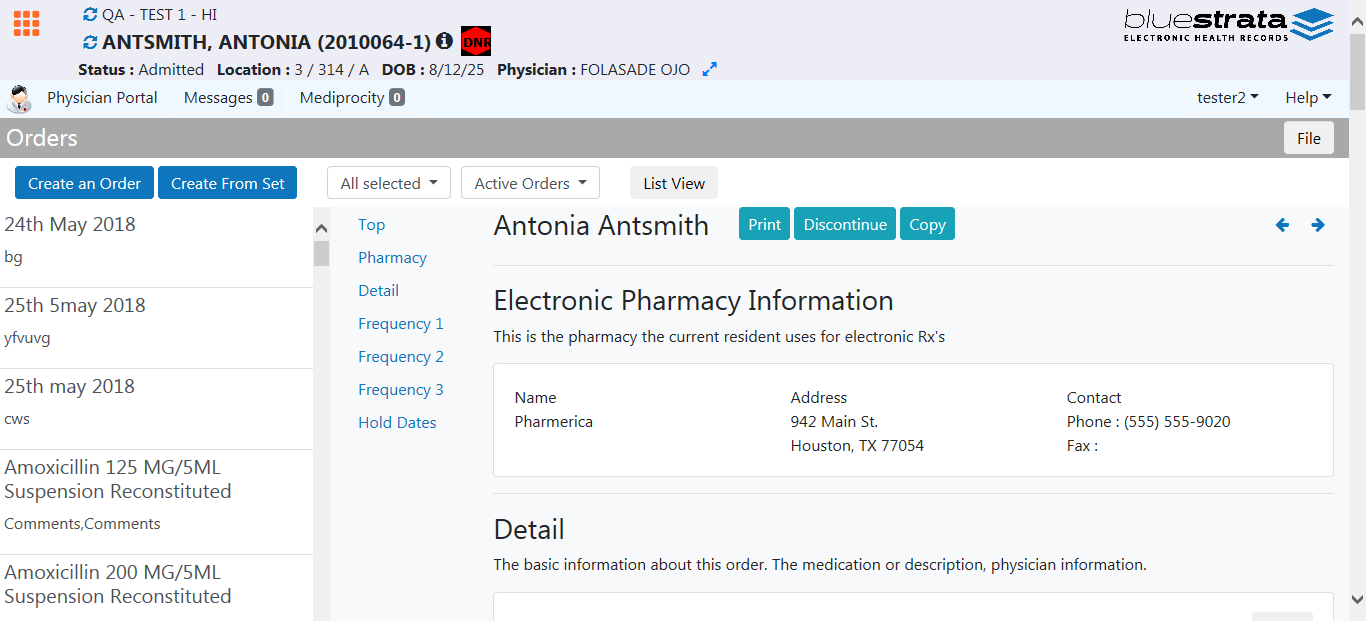 QA - TEST 1 - HI
ANTSMITH, ANTONIA (2010064-1) DNR
Status : Admitted Location : 3 / 314 / A DOB : 8/12/25 Physician : FOLASADE OJO
bluestrata
ELECTRONIC HEALTH RECORDS
Physician Portal Messages 0 Mediprocity 0 tester2 Help
Orders File
Create an Order Create From Set All selected Active Orders List View
24th May 2018
bg
25th 5may 2018
yfvuvg
25th may 2018
cws
Amoxicillin 125 MG/5ML
Suspension Reconstituted
Comments,Comments
Amoxicillin 200 MG/5ML
Suspension Reconstituted
Top
Pharmacy
Detail
Frequency 1
Frequency 2
Frequency 3
Hold Dates
Antonia Antsmith Print Discontinue Copy
Electronic Pharmacy Information
This is the pharmacy the current resident uses for electronic Rx's
Name Address Contact
Pharmerica 942 Main St. Phone : (555) 555-9020
Houston, TX 77054 Fax :
Detail
The basic information about this order. The medication or description, physician information.